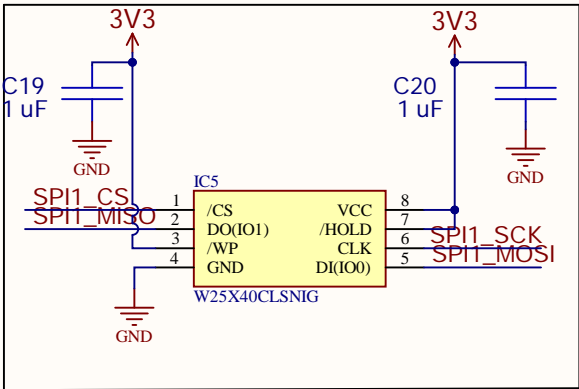 3V3
3V3
C19
1 uF
C20
1 uF
GND
GND
IC5
SPI1_CS
1
/CS
VCC
8
SPI1_MISO
2
DO(IO1)
/HOLD
7
3
/WP
CLK
6
SPI1_SCK
4
GND
DI(IO0)
5
SPI1_MOSI
W25X40CLSNIG
GND